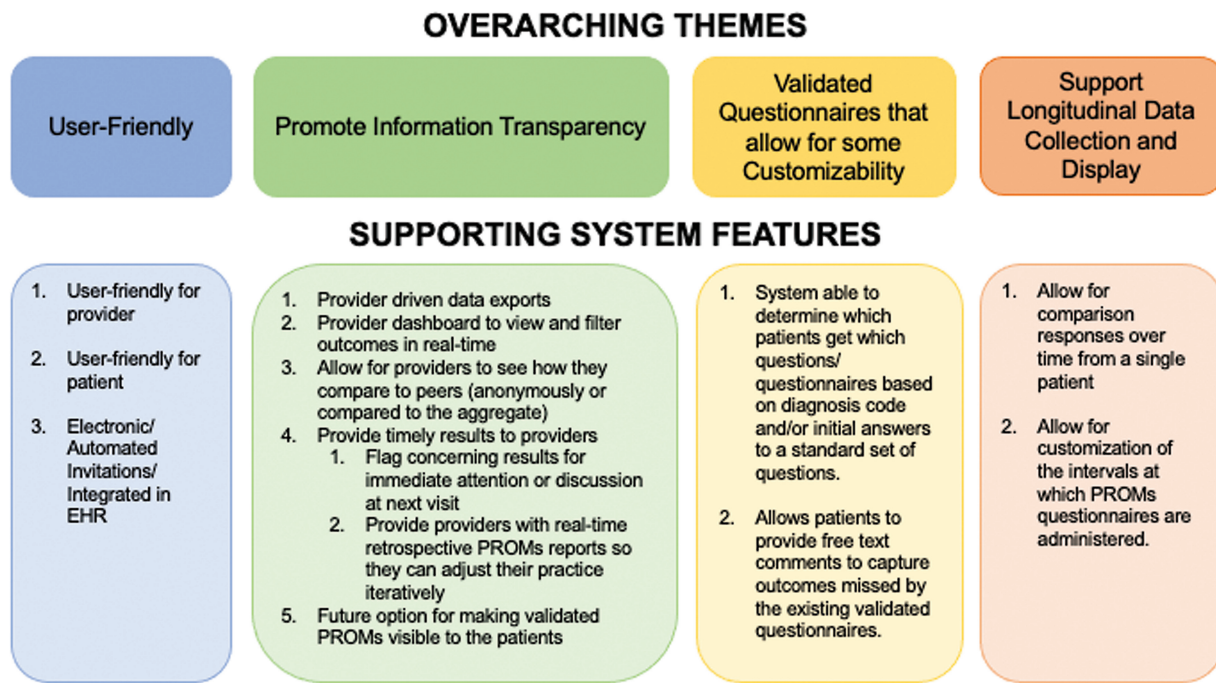 OVERARCHING THEMES
User-Friendly
Promote Information Transparency
Validated
Questionnaires that
allow for some
Customizability
Support
Longitudinal Data
Collection and
Display
SUPPORTING SYSTEM FEATURES
1. User-friendly for
provider
2. User-friendly for
patient
3. Electronic/
Automated
Invitations/
Integrated in
EHR
1. Provider driven data exports
2. Provider dashboard to view and filter
outcomes in real-time
3. Allow for providers to see how they
compare to peers (anonymously or
compared to the aggregate)
4. Provide timely results to providers
1. Flag concerning results for
immediate attention or discussion
at next visit
2. Provide providers with real-time
retrospective PROMs reports so
they can adjust their practice
iteratively
5. Future option for making validated
PROMs visible to the patients
1. System able to
determine which
patients get which
questions/
questionnaires based
on diagnosis code
and/or initial answers
to a standard set of
questions.
2. Allows patients to
provide free text
comments to capture
outcomes missed by
the existing validated
questionnaires.
1. Allow for
comparison
responses over
time from a single
patient
2. Allow for
customization of
the intervals at
which PROMs
questionnaires are
administered.